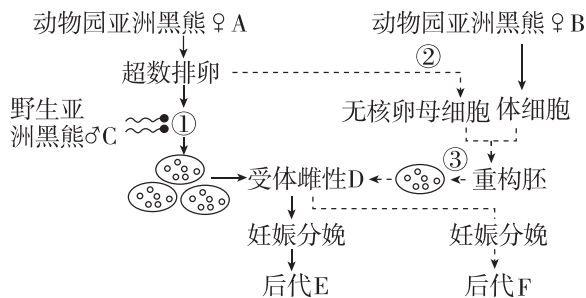 动物园亚洲黑熊♀A
动物园亚洲黑熊♀B
超数排卵
②
野生亚
洲黑熊♂C
①
无核卵母细胞
体细胞
③
受体雌性D
重构胚
妊娠分娩
妊娠分娩
后代E
后代F